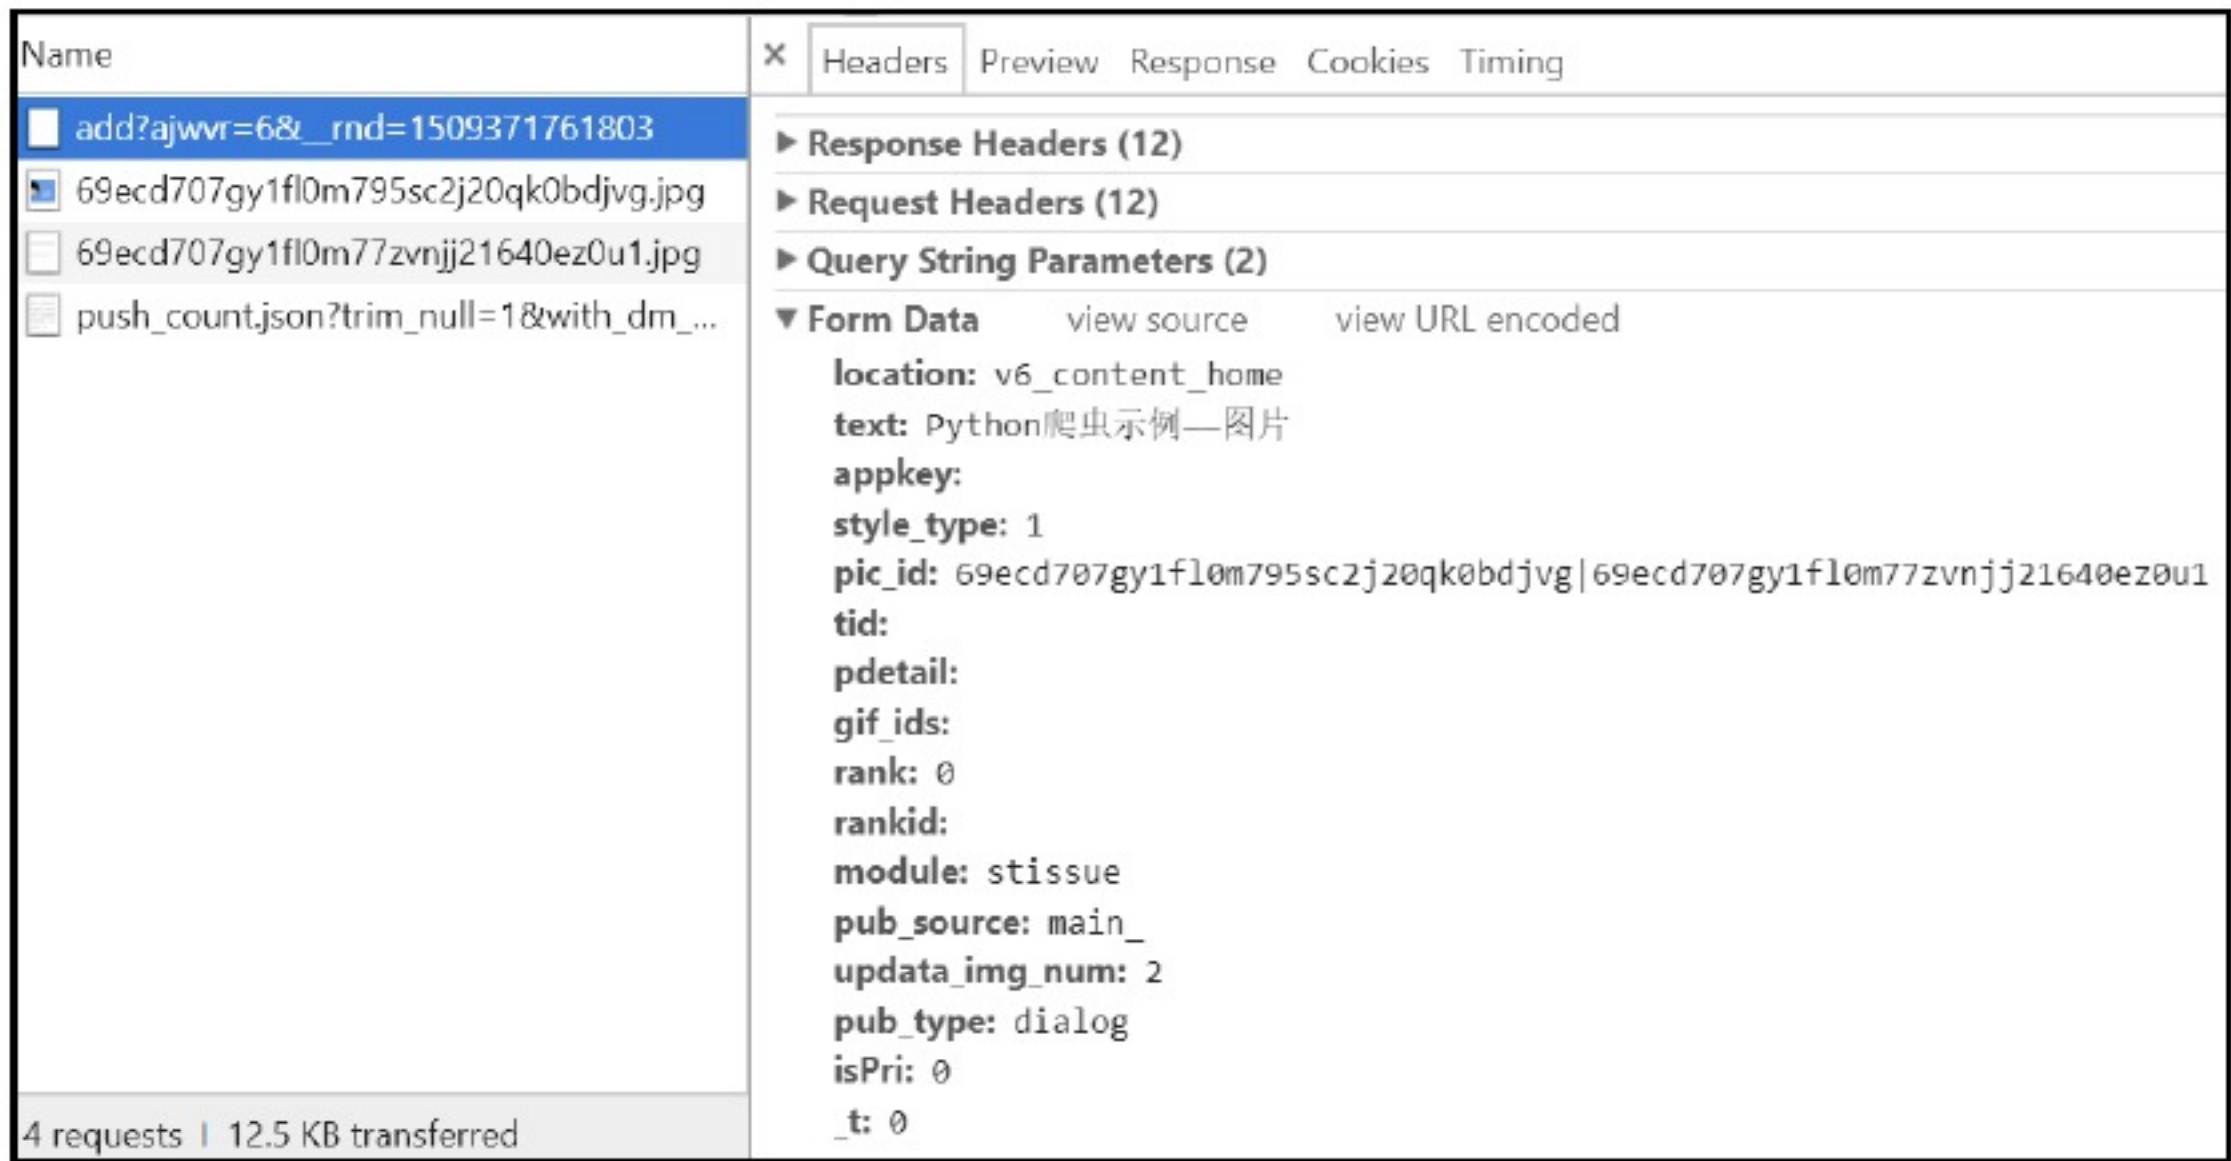 Name
add?ajwvr=6&__rnd=1509371761803
69ecd707gy1fl0m795sc2j20qk0bdjvg.jpg
69ecd707gy1fl0m77zvnjj21640ez0u1.jpg
push_count.json?trim_null=1&with_dm_...
4 requests | 12.5 KB transferred
× Headers Preview Response Cookies Timing
▶ Response Headers (12)
▶ Request Headers (12)
▶ Query String Parameters (2)
▼ Form Data view source view URL encoded
location: v6_content_home
text: Python爬虫示例——图片
appkey:
style_type: 1
pic_id: 69ecd707gy1fl0m795sc2j20qk0bdjvg|69ecd707gy1fl0m77zvnjj21640ez0u1
tid:
pdetail:
gif_ids:
rank: 0
rankid:
module: stissue
pub_source: main_
updata_img_num: 2
pub_type: dialog
isPri: 0
_t: 0